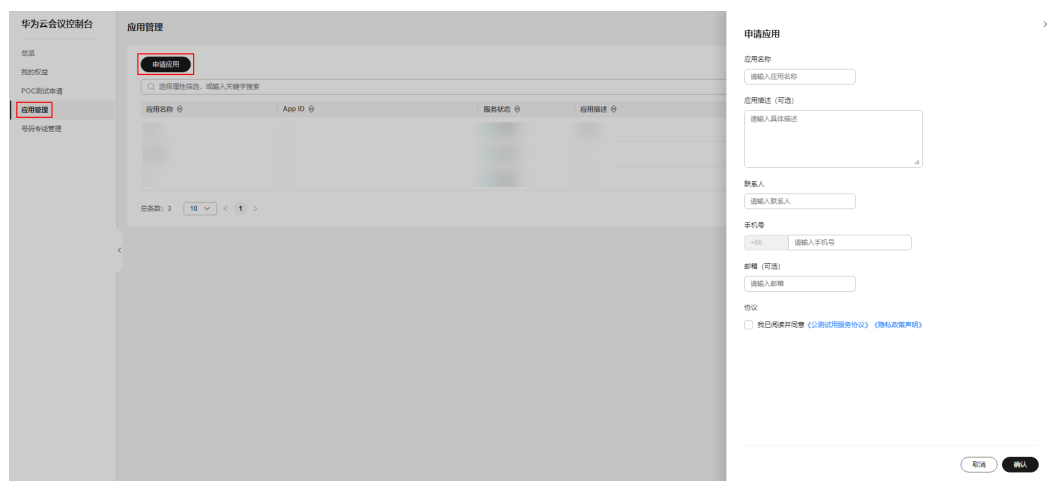 华为云会议控制台
总览
我的权益
POC测试申请
应用管理
号码专线管理
应用管理
申请应用
选择属性筛选，或输入关键字搜索
应用名称
App ID
服务状态
应用描述
总条数：3
10
1
申请应用
应用名称
请输入应用名称
应用描述（可选）
请输入具体描述
联系人
请输入联系人
手机号
+86
请输入手机号
邮箱（可选）
请输入邮箱
协议
我已阅读并同意《公测试用服务协议》《隐私政策声明》
取消
确认